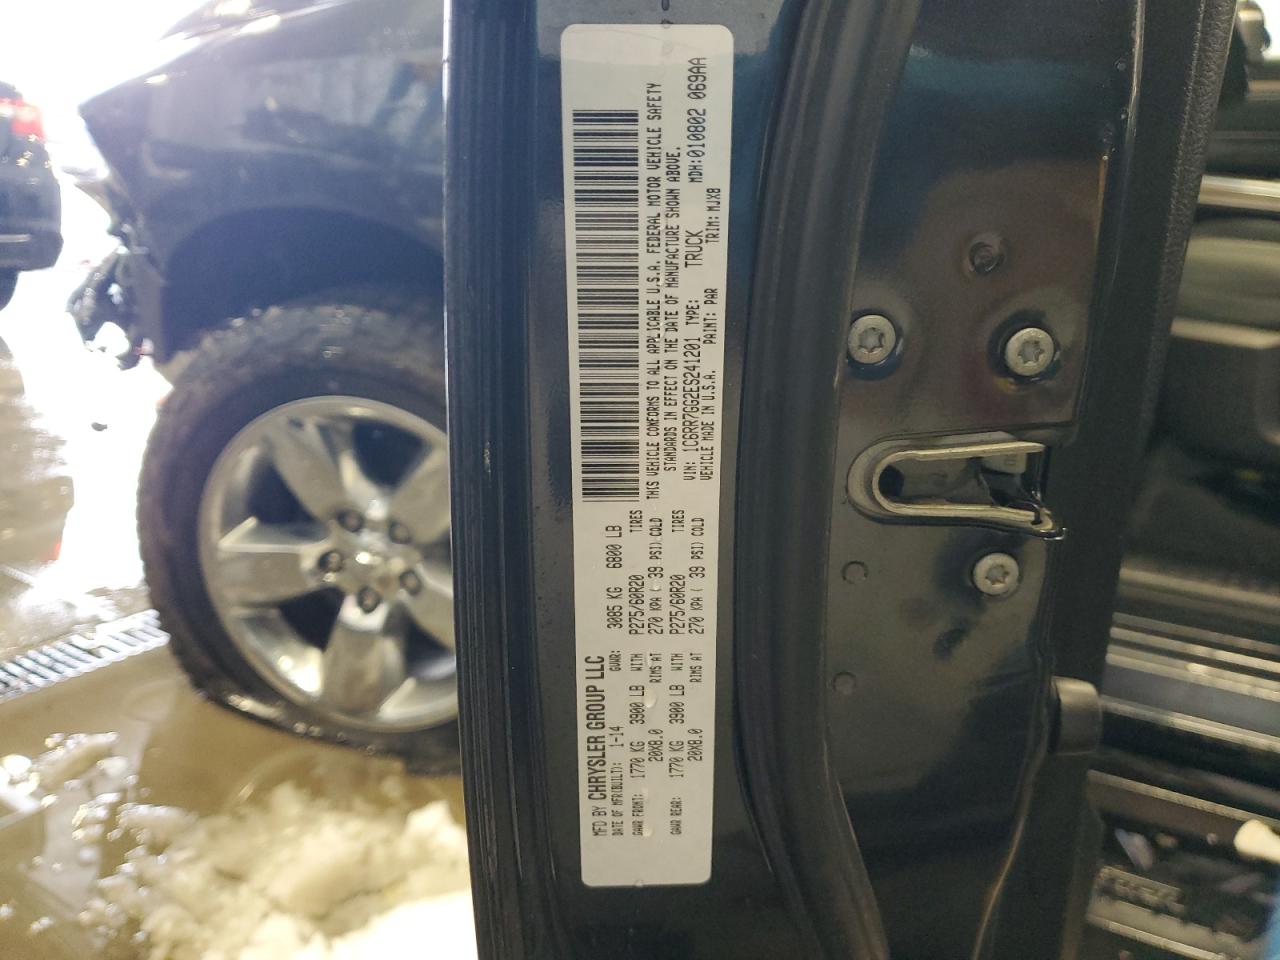 MFD BY CHRYSLER GROUP LLC
DATE OF MFR(BUILT): 1-14 GVWR: 3085 KG 6800 LB
GAWR FRONT: 1770 KG 3900 LB WITH P275/60R20 TIRES
20X8.0 RIMS AT 270 KPA ( 39 PSI) COLD
GAWR REAR: 1770 KG 3900 LB WITH P275/60R20 TIRES
20X8.0 RIMS AT 270 KPA ( 39 PSI) COLD
THIS VEHICLE CONFORMS TO ALL APPLICABLE U.S.A. FEDERAL MOTOR VEHICLE SAFETY
STANDARDS IN EFFECT ON THE DATE OF MANUFACTURE SHOWN ABOVE.
VIN: 1C6RR7GG2ES241201 TYPE: TRUCK MDH:010802 069AA
VEHICLE MADE IN U.S.A. PAINT: PAR TRIM: MJX8